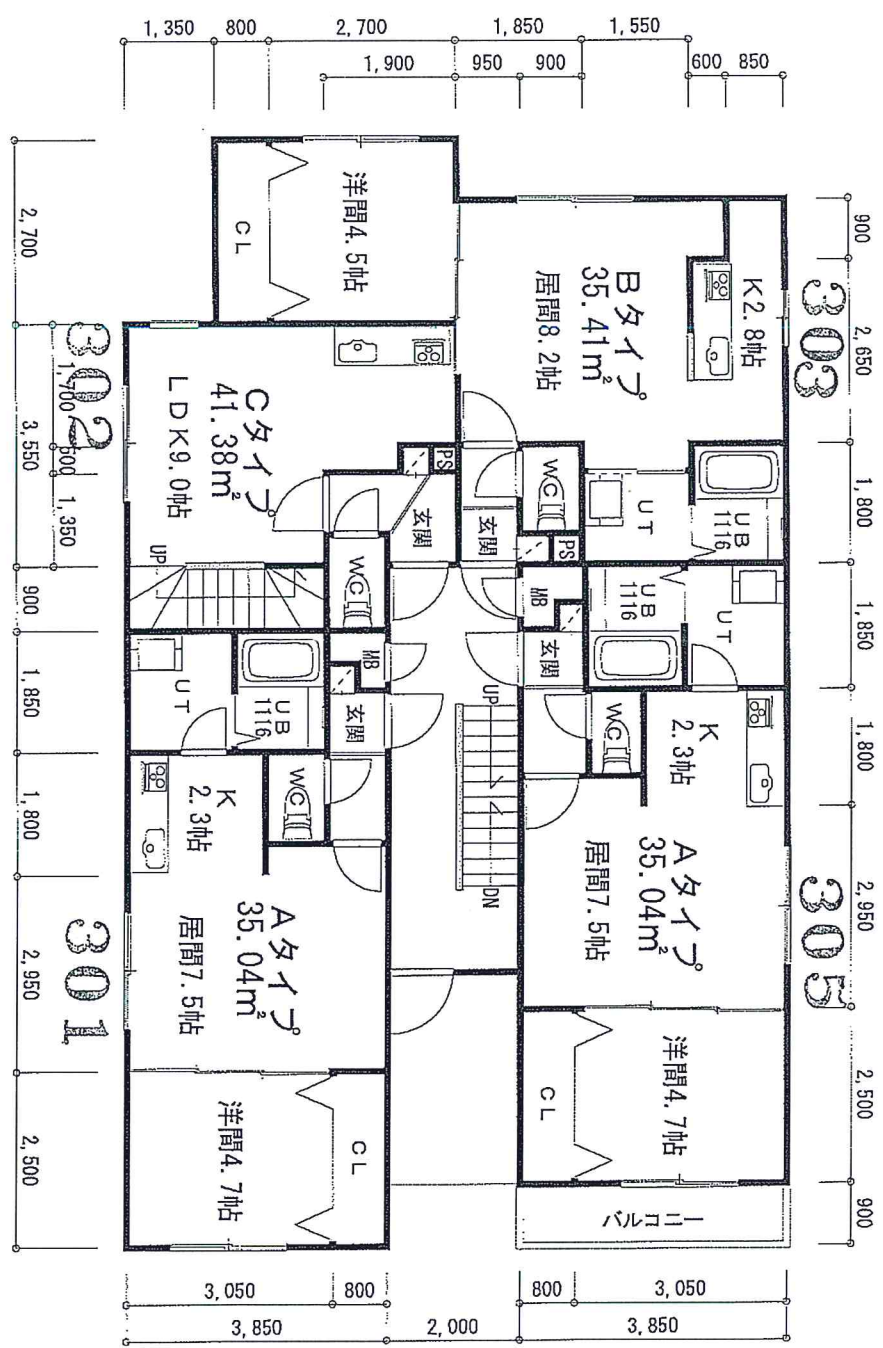 1,350
800
2,700
1,850
1,550
1,900
950
900
600
850
303
900
2,650
1,800
1,850
1,800
2,950
2,500
900
Bタイプ
35.41m²
居間8.2帖
K2.8帖
UB
1116
UT
WC
PS
玄関
305
Aタイプ
35.04m²
居間7.5帖
K
2.3帖
UB
1116
UT
WC
MB
玄関
洋間4.7帖
CL
バルコニー
UP
DN
302
洋間4.5帖
CL
Cタイプ
41.38m²
LDK9.0帖
PS
玄関
WC
UP
301
MB
玄関
UB
1116
UT
WC
K
2.3帖
Aタイプ
35.04m²
居間7.5帖
洋間4.7帖
CL
2,700
3,550
1,700
600
1,350
900
1,850
1,800
2,950
2,500
3,050
800
800
3,050
3,850
2,000
3,850